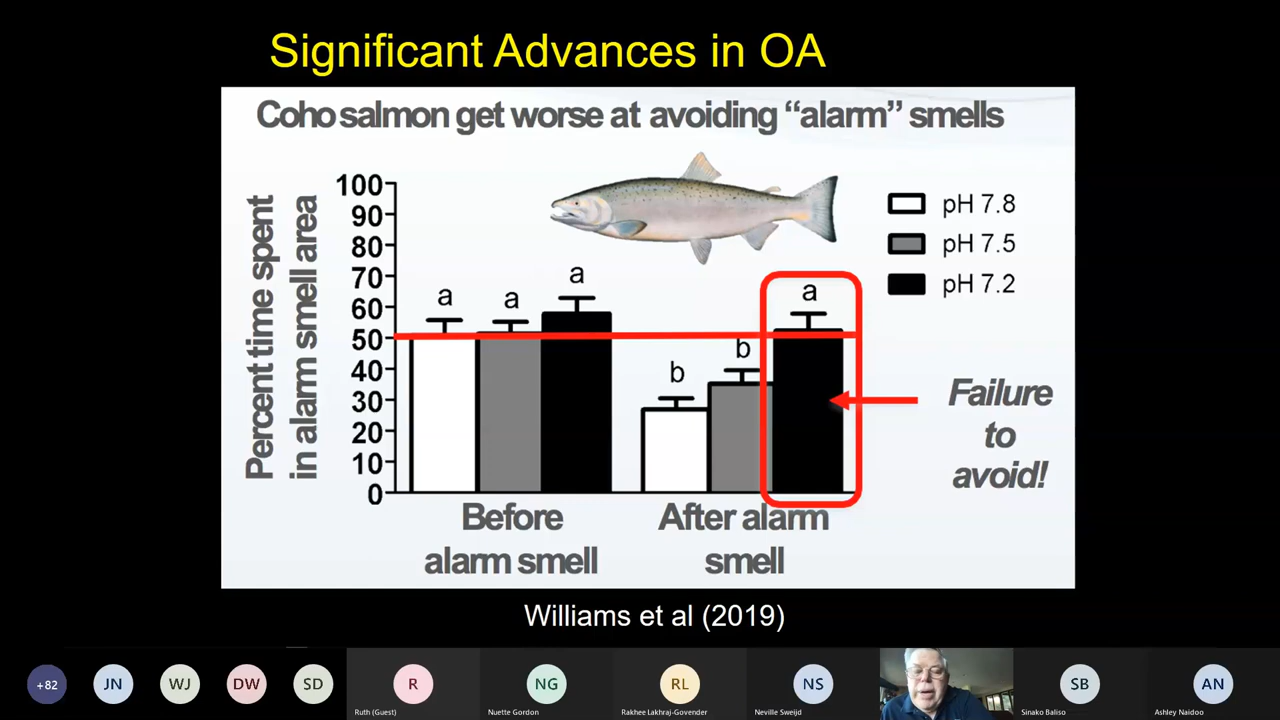 Significant Advances in OA
Coho salmon get worse at avoiding “alarm” smells
Percent time spent
in alarm smell area
100
90
80
70
60
50
40
30
20
10
0
a
a
a
b
b
a
pH 7.8
pH 7.5
pH 7.2
Failure
to
avoid!
Before
alarm smell
After alarm
smell
Williams et al (2019)
+82
JN
WJ
DW
SD
R
Ruth (Guest)
NG
Nuette Gordon
RL
Rakhee Lakhraj-Govender
NS
Neville Sweijd
SB
Sinako Baliso
AN
Ashley Naidoo